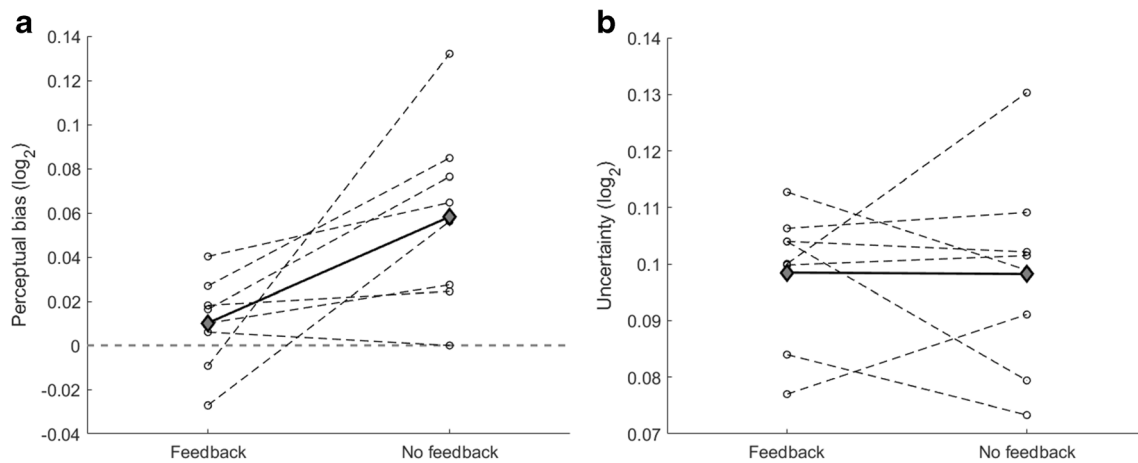 a
0.14
0.12
0.1
0.08
0.06
0.04
0.02
0
-0.02
-0.04
Perceptual bias (log2)
Feedback
No feedback
b
0.14
0.13
0.12
0.11
0.1
0.09
0.08
0.07
Uncertainty (log2)
Feedback
No feedback